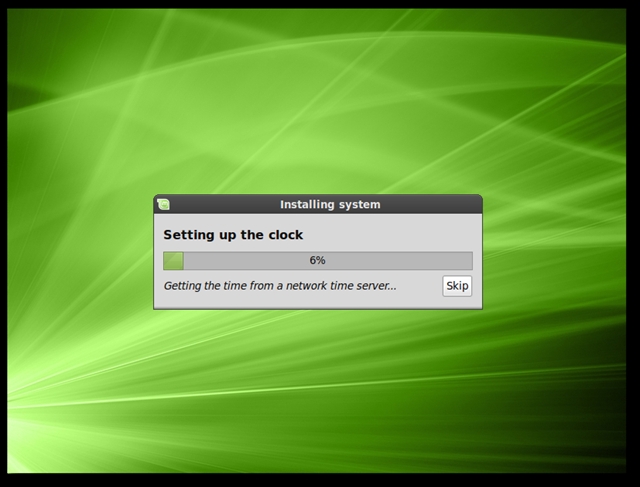 Installing system
Setting up the clock
6%
Getting the time from a network time server...
Skip